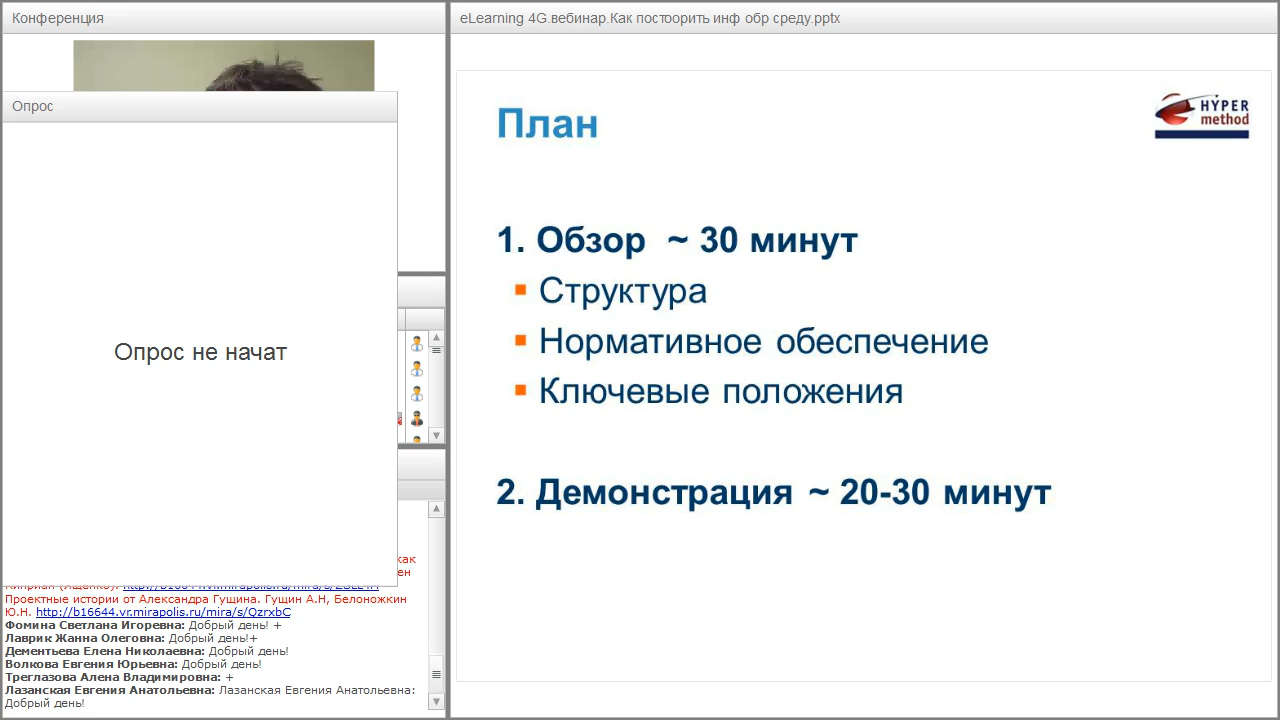 Конференция
eLearning 4G.вебинар.Как постоорить инф обр среду.pptx
Опрос
Опрос не начат
План
HYPER
method
1. Обзор ~ 30 минут
Структура
Нормативное обеспечение
Ключевые положения
2. Демонстрация ~ 20-30 минут
как
Проектные истории от Александра Гущина. Гущин А.Н, Белоножкин
Ю.Н. http://b16644.vr.mirapolis.ru/mira/s/QzrxbC
Фомина Светлана Игоревна: Добрый день! +
Лаврик Жанна Олеговна: Добрый день!+
Дементьева Елена Николаевна: Добрый день!
Волкова Евгения Юрьевна: Добрый день!
Треглазова Алена Владимировна: +
Лазанская Евгения Анатольевна: Лазанская Евгения Анатольевна:
Добрый день!